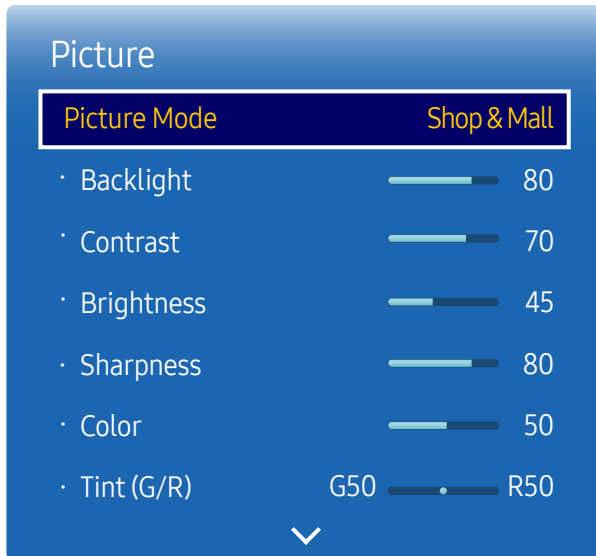 Picture
Picture Mode Shop & Mall
· Backlight 80
· Contrast 70
· Brightness 45
· Sharpness 80
· Color 50
· Tint (G/R) G50 R50